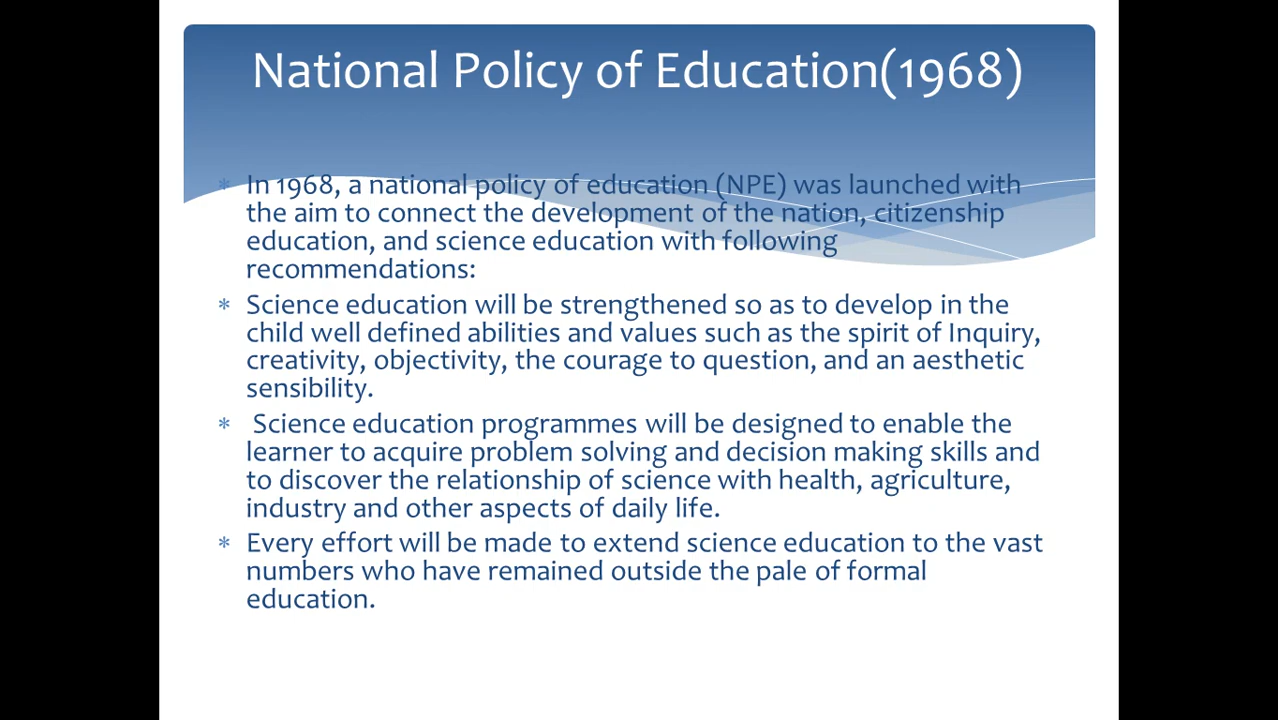 National Policy of Education(1968)
* In 1968, a national policy of education (NPE) was launched with
the aim to connect the development of the nation, citizenship
education, and science education with following
recommendations:
* Science education will be strengthened so as to develop in the
child well defined abilities and values such as the spirit of Inquiry,
creativity, objectivity, the courage to question, and an aesthetic
sensibility.
* Science education programmes will be designed to enable the
learner to acquire problem solving and decision making skills and
to discover the relationship of science with health, agriculture,
industry and other aspects of daily life.
* Every effort will be made to extend science education to the vast
numbers who have remained outside the pale of formal
education.